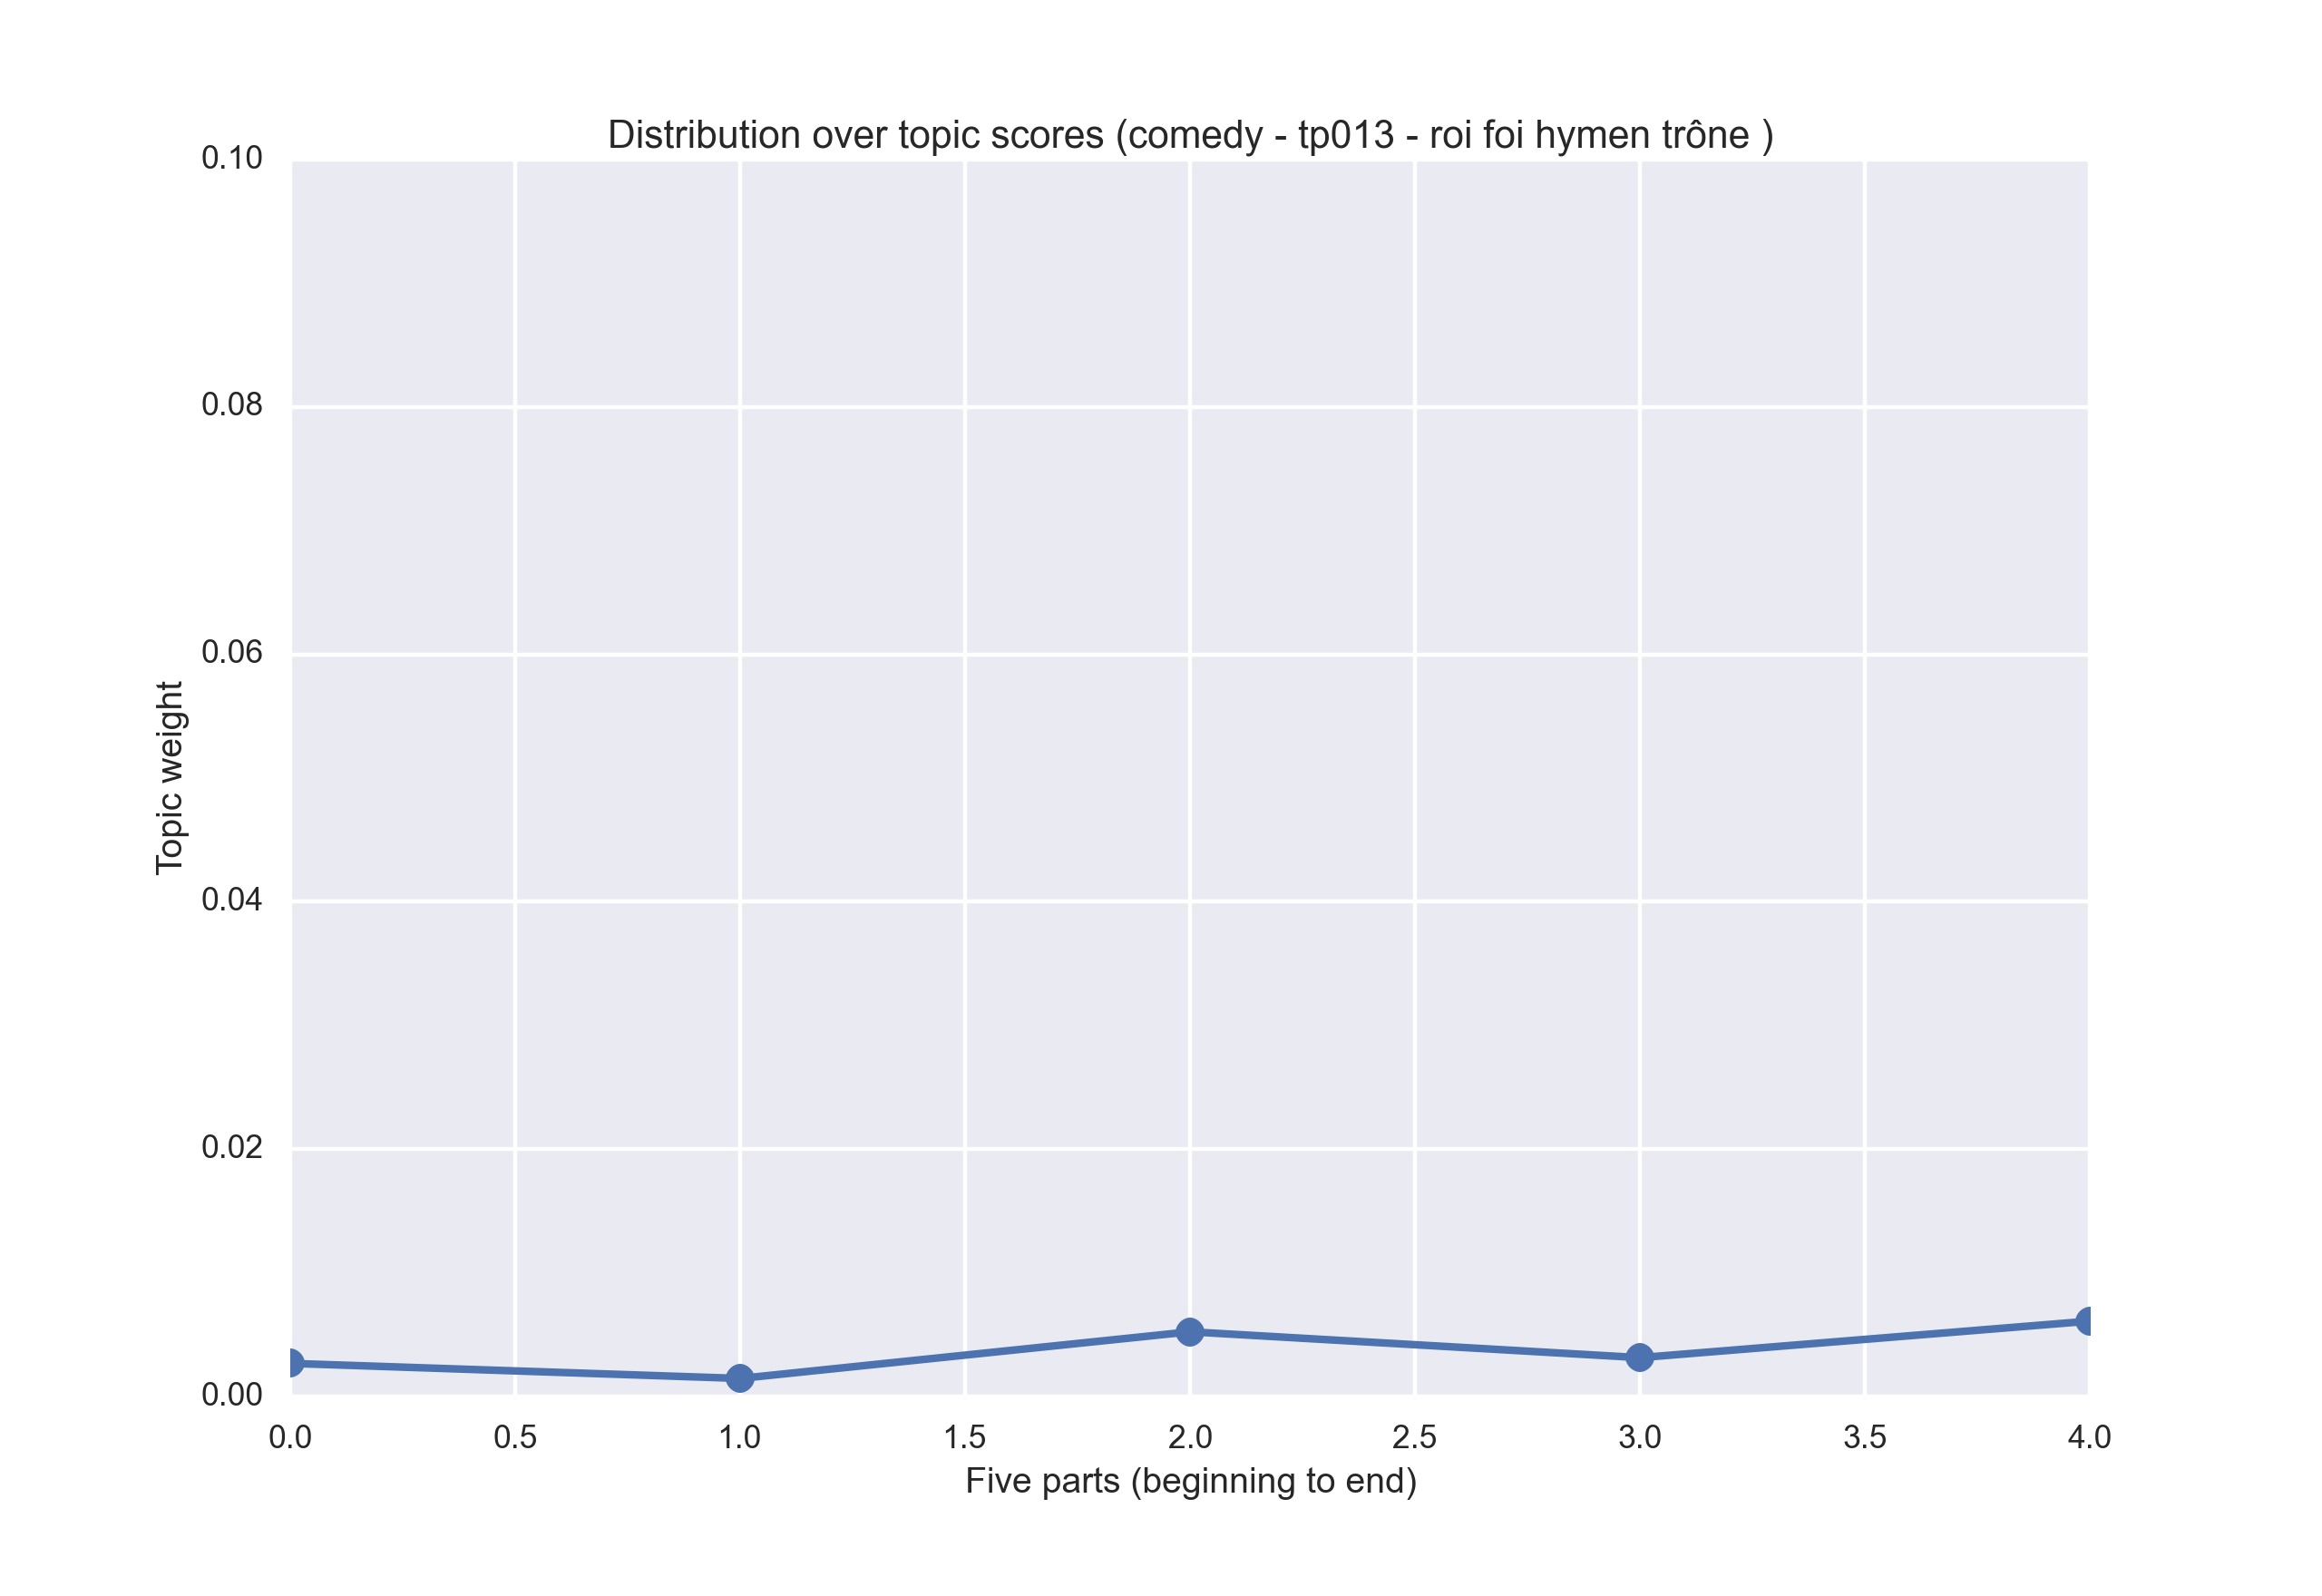 Distribution over topic scores (comedy - tp013 - roi foi hymen trône )
0.10
0.08
0.06
0.04
0.02
0.00
Topic weight
0.0 0.5 1.0 1.5 2.0 2.5 3.0 3.5 4.0
Five parts (beginning to end)